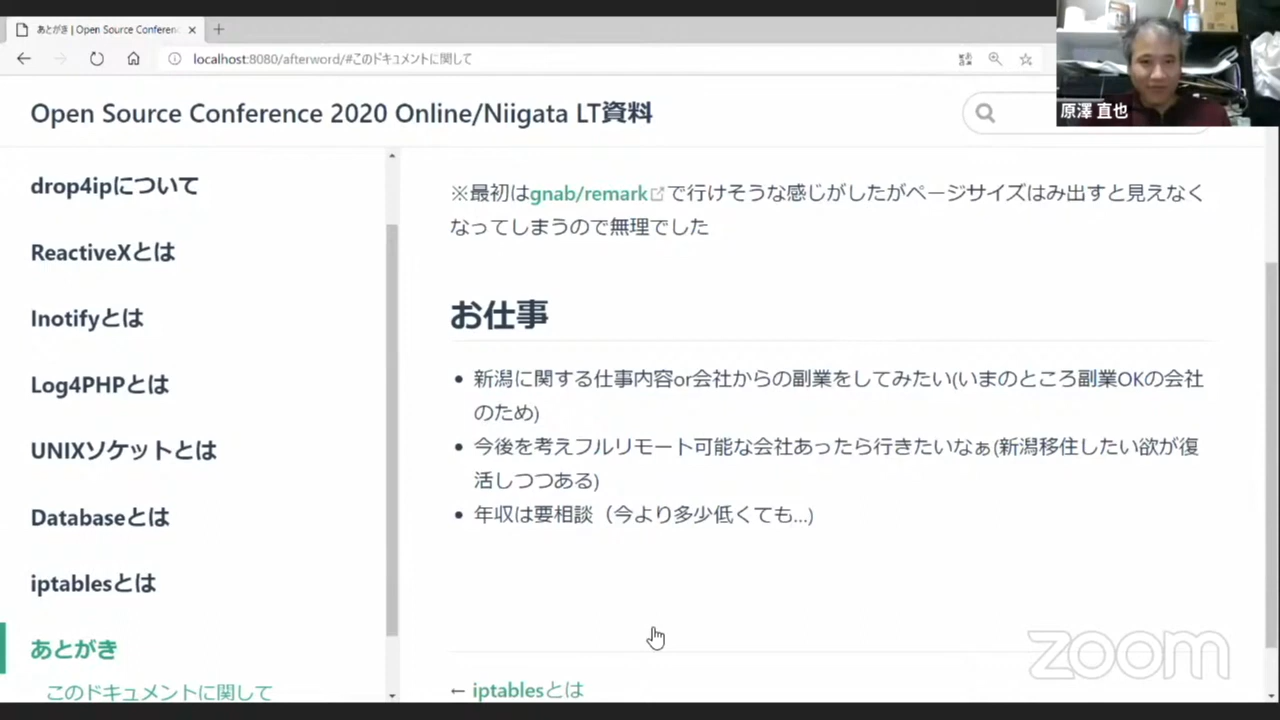 あとがき | Open Source Conferen
localhost:8080/afterword/#このドキュメントに関して
原澤 直也
Open Source Conference 2020 Online/Niigata LT資料
drop4ipについて
ReactiveXとは
Inotifyとは
Log4PHPとは
UNIXソケットとは
Databaseとは
iptablesとは
あとがき
このドキュメントに関して
※最初はgnab/remarkで行けそうな感じがしたがページサイズはみ出すと見えなく
なってしまうので無理でした
お仕事
• 新潟に関する仕事内容or会社からの副業をしてみたい(いまのところ副業OKの会社
のため)
• 今後を考えフルリモート可能な会社あったら行きたいなぁ(新潟移住したい欲が復
活しつつある)
• 年収は要相談（今より多少低くても...)
← iptablesとは
zoom